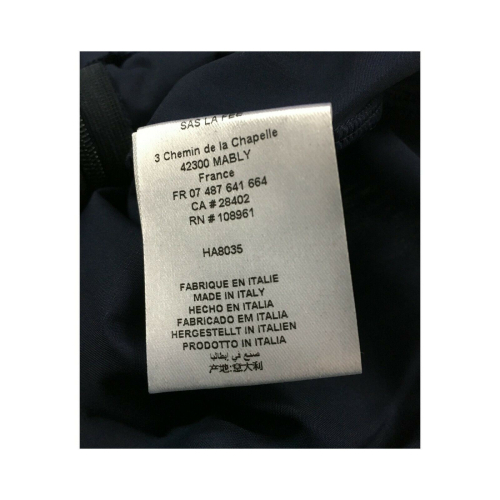 SAS LA FEE
3 Chemin de la Chapelle
42300 MABLY
France
FR 07 487 641 664
CA # 28402
RN # 108961
HA8035
FABRIQUE EN ITALIE
MADE IN ITALY
HECHO EN ITALIA
FABRICADO EM ITALIA
HERGESTELLT IN ITALIEN
PRODOTTO IN ITALIA
صنع في إيطاليا
产地:意大利